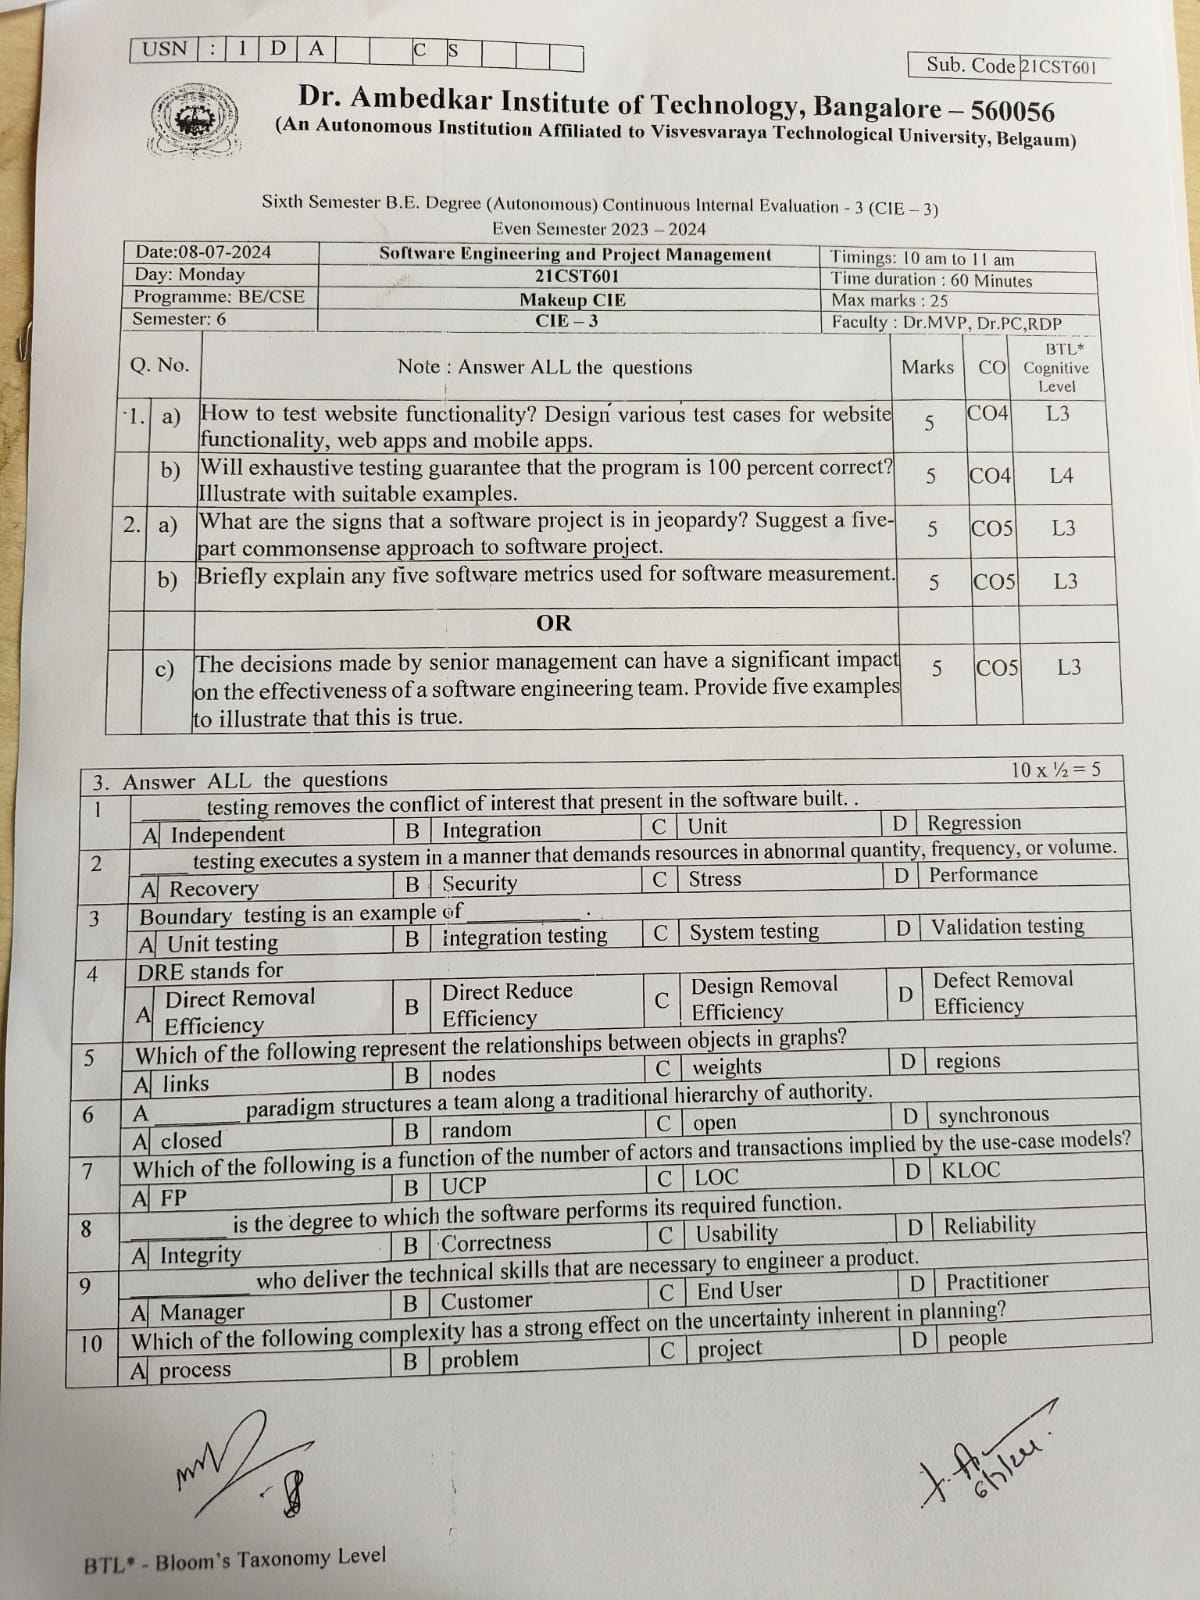 USN : 1 D A C S
Sub. Code 21CST601
Dr. Ambedkar Institute of Technology, Bangalore – 560056
(An Autonomous Institution Affiliated to Visvesvaraya Technological University, Belgaum)
Sixth Semester B.E. Degree (Autonomous) Continuous Internal Evaluation - 3 (CIE – 3)
Even Semester 2023 – 2024
Date:08-07-2024 Software Engineering and Project Management Timings: 10 am to 11 am
Day: Monday 21CST601 Time duration : 60 Minutes
Programme: BE/CSE Makeup CIE Max marks : 25
Semester: 6 CIE – 3 Faculty : Dr.MVP, Dr.PC,RDP
Q. No. Note : Answer ALL the questions Marks CO BTL*
Cognitive
Level
1. a) How to test website functionality? Design various test cases for website 5 CO4 L3
functionality, web apps and mobile apps.
b) Will exhaustive testing guarantee that the program is 100 percent correct? 5 CO4 L4
Illustrate with suitable examples.
2. a) What are the signs that a software project is in jeopardy? Suggest a five- 5 CO5 L3
part commonsense approach to software project.
b) Briefly explain any five software metrics used for software measurement. 5 CO5 L3
OR
c) The decisions made by senior management can have a significant impact 5 CO5 L3
on the effectiveness of a software engineering team. Provide five examples
to illustrate that this is true.
3. Answer ALL the questions 10 x ½ = 5
1 ______ testing removes the conflict of interest that present in the software built. .
A Independent B Integration C Unit D Regression
2 _____ testing executes a system in a manner that demands resources in abnormal quantity, frequency, or volume.
A Recovery B Security C Stress D Performance
3 Boundary testing is an example of __________ .
A Unit testing B integration testing C System testing D Validation testing
4 DRE stands for
A Direct Removal Efficiency B Direct Reduce Efficiency C Design Removal Efficiency D Defect Removal Efficiency
5 Which of the following represent the relationships between objects in graphs?
A links B nodes C weights D regions
6 A ________ paradigm structures a team along a traditional hierarchy of authority.
A closed B random C open D synchronous
7 Which of the following is a function of the number of actors and transactions implied by the use-case models?
A FP B UCP C LOC D KLOC
8 _________ is the degree to which the software performs its required function.
A Integrity B Correctness C Usability D Reliability
9 ___________ who deliver the technical skills that are necessary to engineer a product.
A Manager B Customer C End User D Practitioner
10 Which of the following complexity has a strong effect on the uncertainty inherent in planning?
A process B problem C project D people
6/7/24
BTL* - Bloom's Taxonomy Level